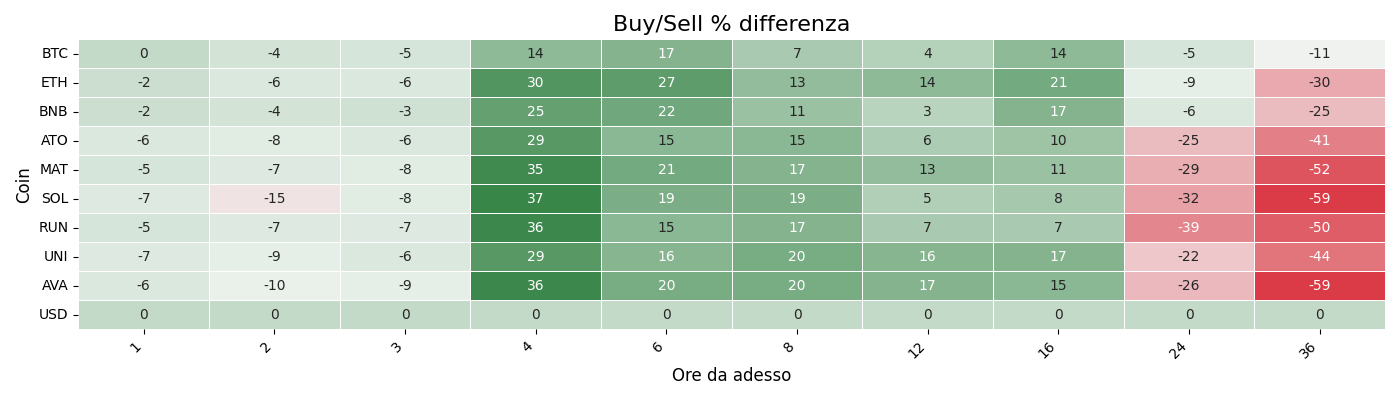 Buy/Sell % differenza
BTC 0 -4 -5 14 17 7 4 14 -5 -11
ETH -2 -6 -6 30 27 13 14 21 -9 -30
BNB -2 -4 -3 25 22 11 3 17 -6 -25
ATO -6 -8 -6 29 15 15 6 10 -25 -41
MAT -5 -7 -8 35 21 17 13 11 -29 -52
SOL -7 -15 -8 37 19 19 5 8 -32 -59
RUN -5 -7 -7 36 15 17 7 7 -39 -50
UNI -7 -9 -6 29 16 20 16 17 -22 -44
AVA -6 -10 -9 36 20 20 17 15 -26 -59
USD 0 0 0 0 0 0 0 0 0 0
Coin
1 2 3 4 6 8 12 16 24 36
Ore da adesso